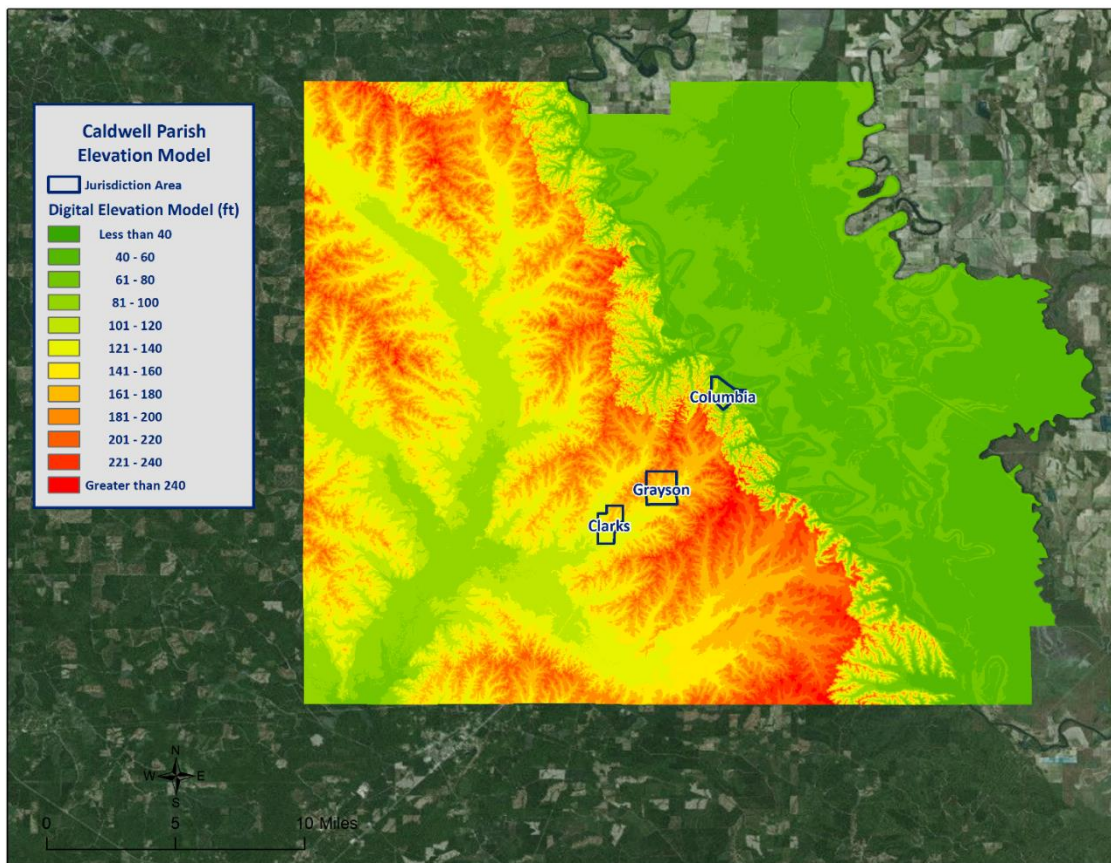 Caldwell Parish
Elevation Model
Jurisdiction Area
Digital Elevation Model (ft)
Less than 40
40 - 60
61 - 80
81 - 100
101 - 120
121 - 140
141 - 160
161 - 180
181 - 200
201 - 220
221 - 240
Greater than 240
Columbia
Grayson
Clarks
N
W E
S
0 5 10 Miles